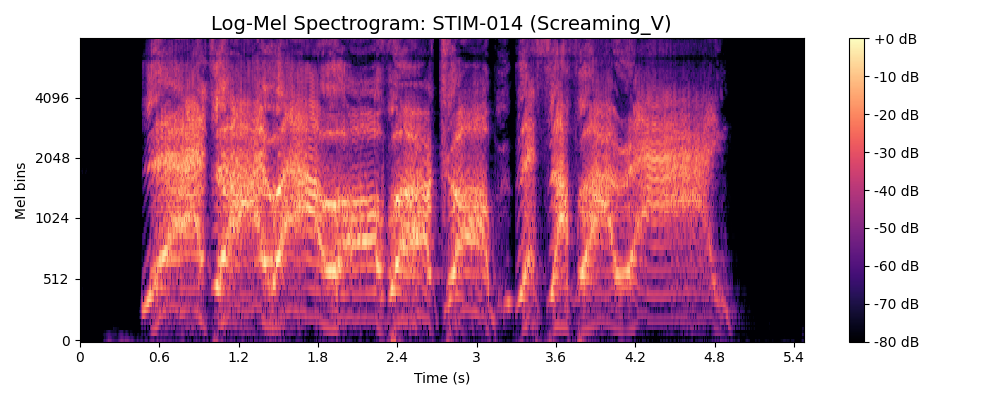 Log-Mel Spectrogram: STIM-014 (Screaming_V)
Mel bins
4096
2048
1024
512
0
0 0.6 1.2 1.8 2.4 3 3.6 4.2 4.8 5.4
Time (s)
+0 dB
-10 dB
-20 dB
-30 dB
-40 dB
-50 dB
-60 dB
-70 dB
-80 dB